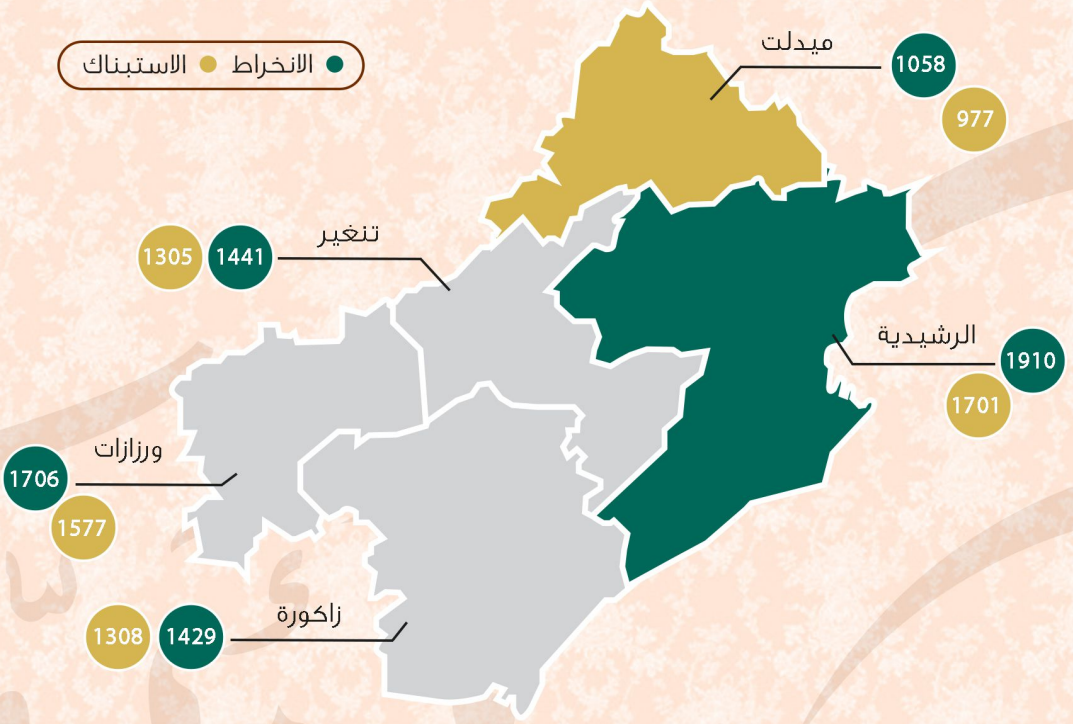 الانخراط الاستبناك
ميدلت
1058
977
تنغير
1441 1305
الرشيدية
1910
1701
ورزازات
1706
1577
زاكورة
1429 1308